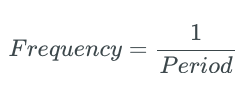 Frequency = 1 / Period